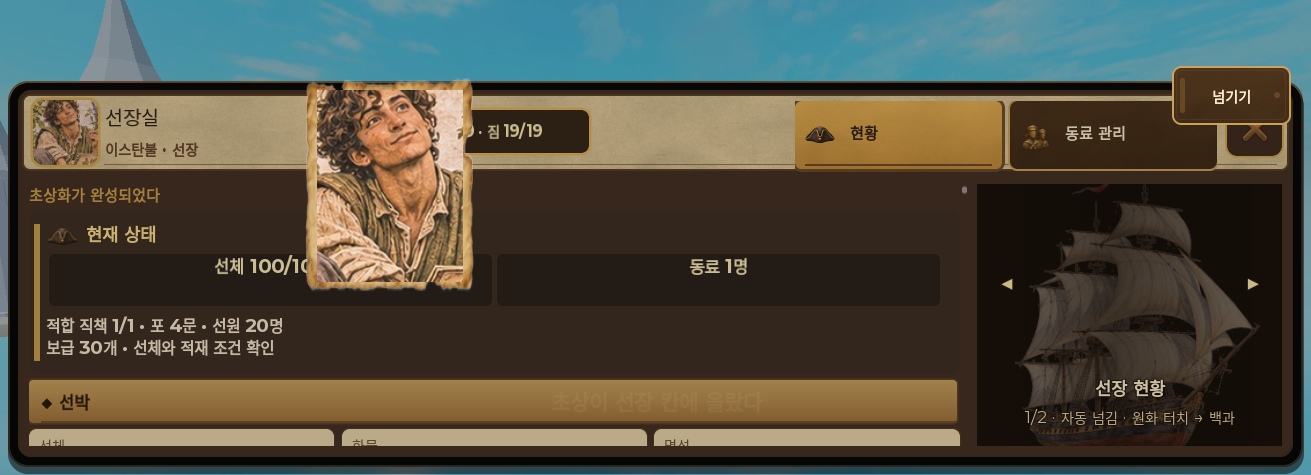 넘기기
선장실
이스탄불 · 선장
· 짐 19/19
현황
동료 관리
초상화가 완성되었다
현재 상태
선체 100/10
동료 1명
적합 직책 1/1 · 포 4문 · 선원 20명
보급 30개 · 선체와 적재 조건 확인
◆ 선박
초상이 선장 칸에 올랐다
선장 현황
1/2 · 자동 넘김 · 원화 터치 → 백과
선체
화물
명성